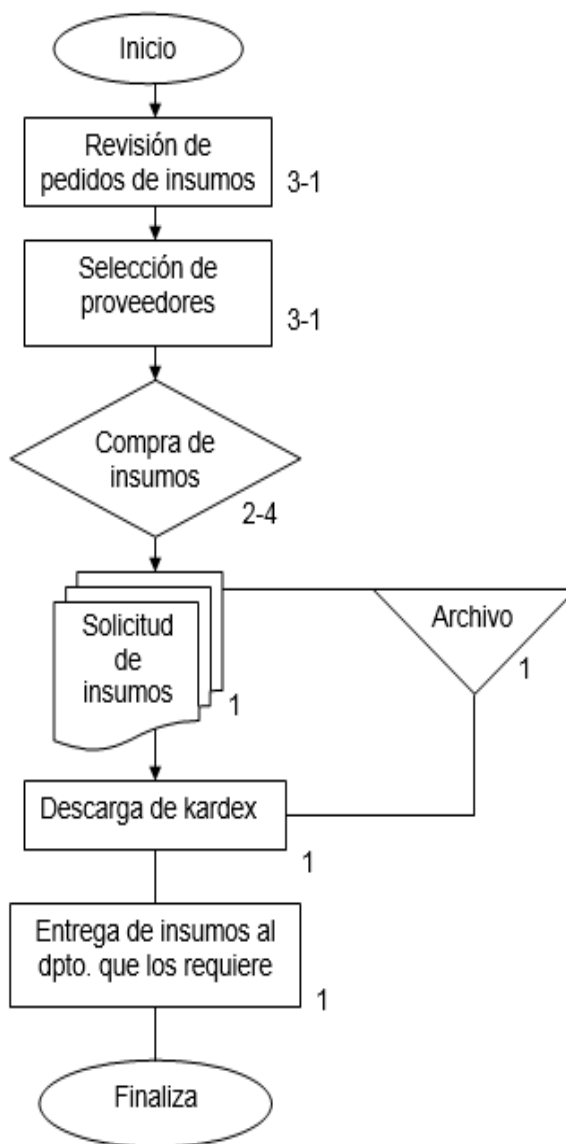 Inicio
Revisión de
pedidos de insumos
3-1
Selección de
proveedores
3-1
Compra de
insumos
2-4
Solicitud
de
insumos
1
Archivo
1
Descarga de kardex
1
Entrega de insumos al
dpto. que los requiere
1
Finaliza